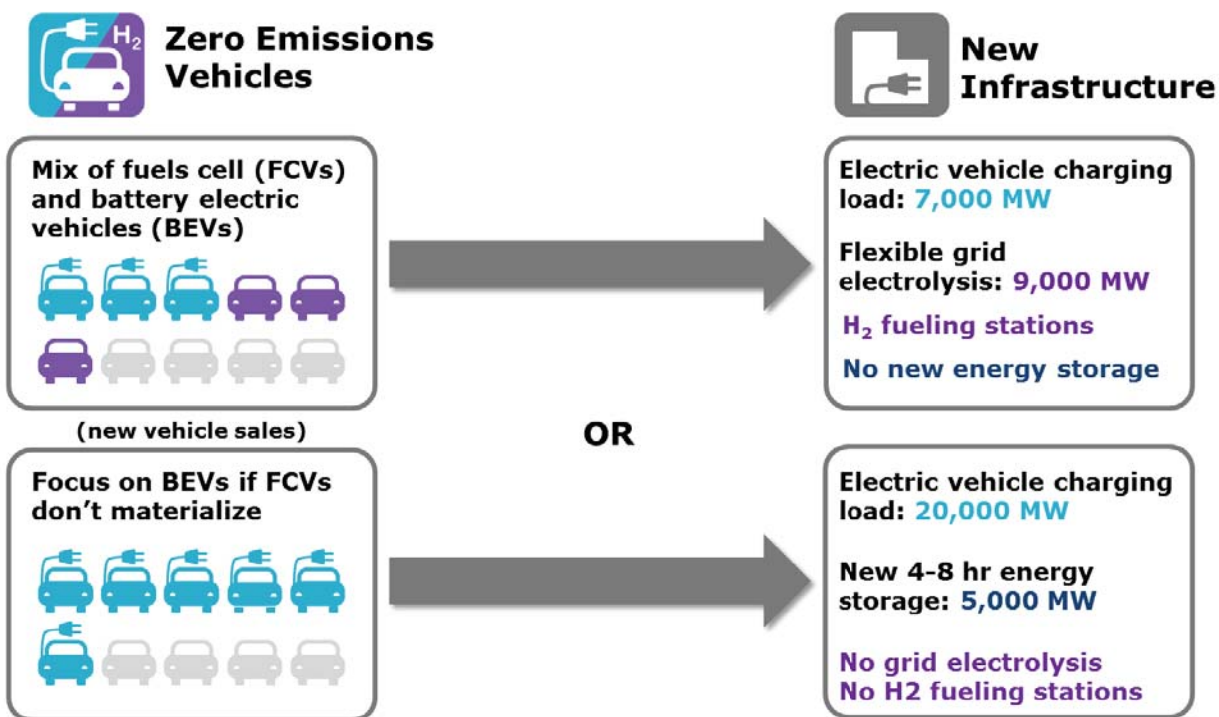 H₂
Zero Emissions
Vehicles
New
Infrastructure
Mix of fuels cell (FCVs)
and battery electric
vehicles (BEVs)
Electric vehicle charging
load: 7,000 MW
Flexible grid
electrolysis: 9,000 MW
H₂ fueling stations
No new energy storage
(new vehicle sales)
OR
Focus on BEVs if FCVs
don’t materialize
Electric vehicle charging
load: 20,000 MW
New 4-8 hr energy
storage: 5,000 MW
No grid electrolysis
No H2 fueling stations